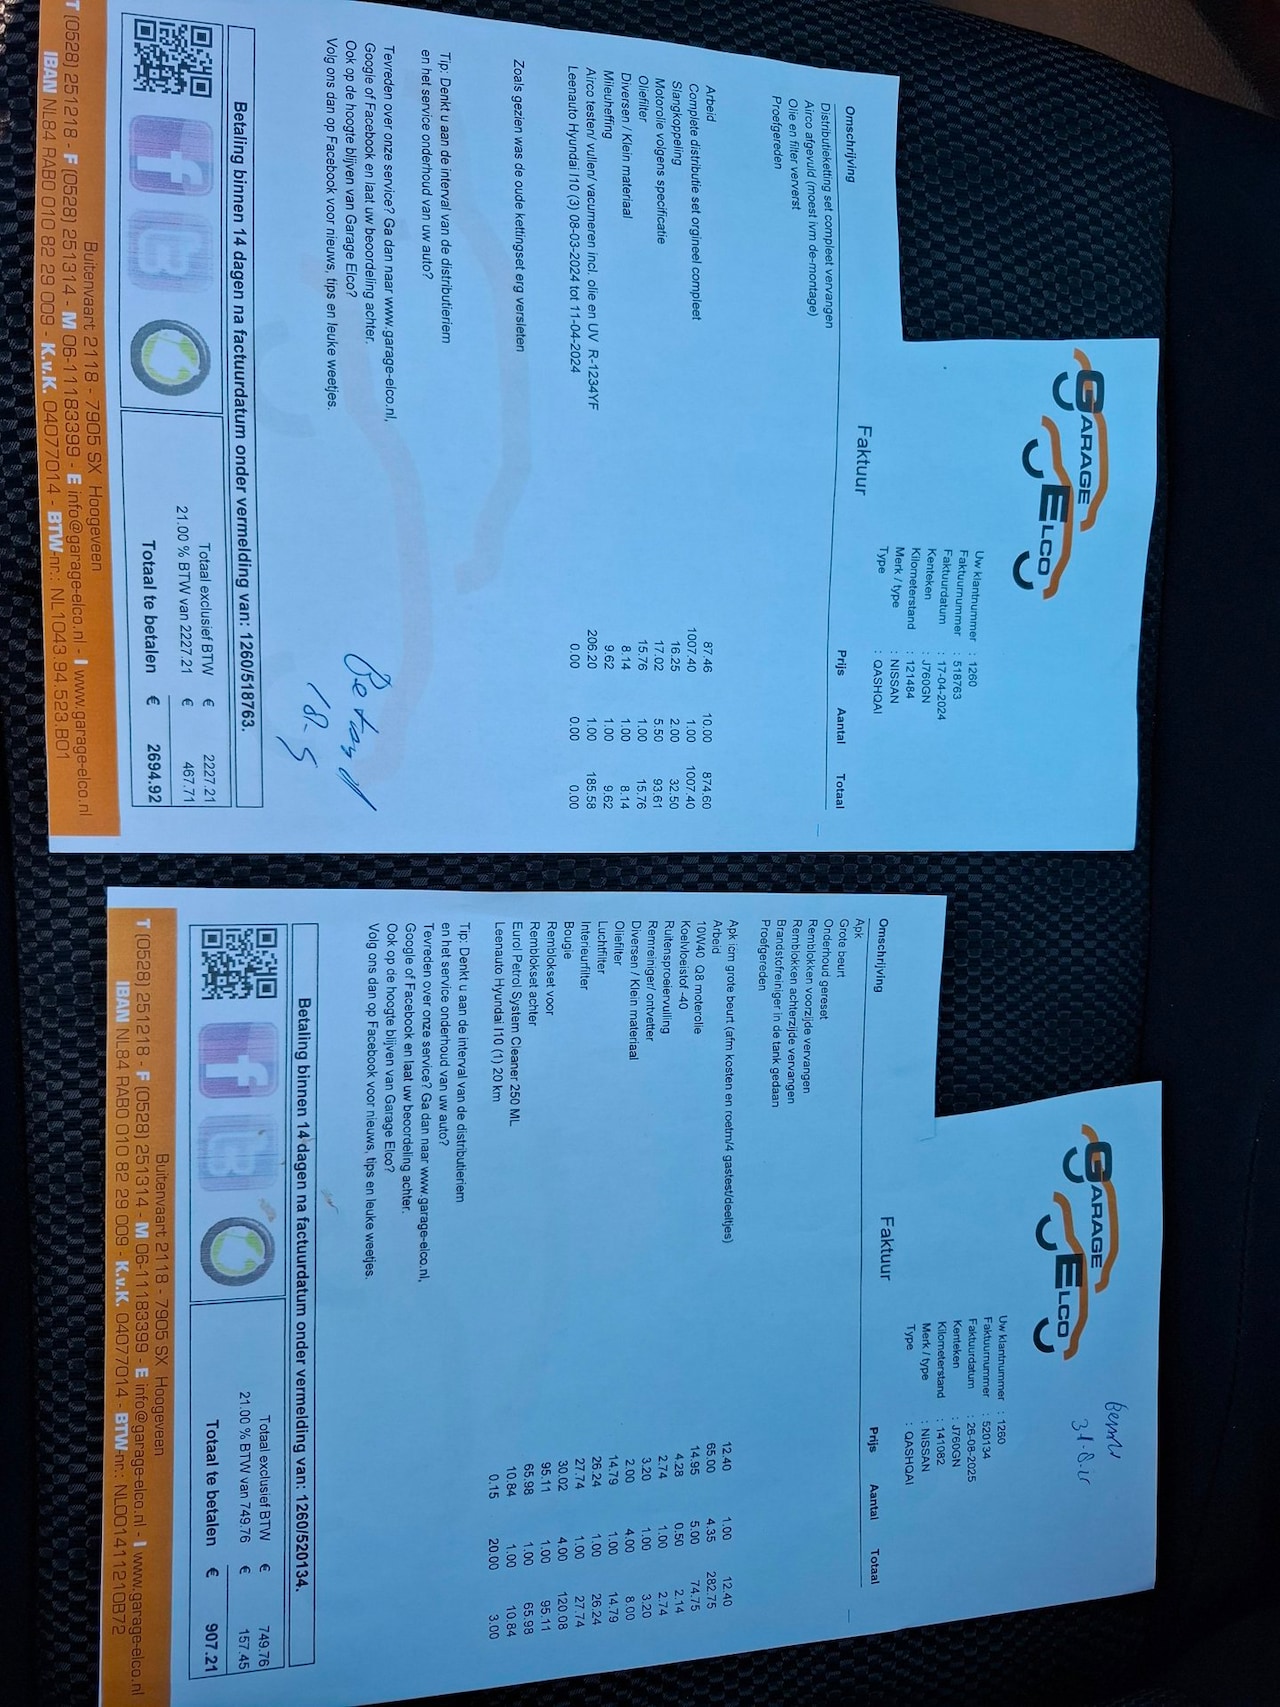 GARAGE ELCO
Uw klantnummer : 1260
Faktuurnummer : 518763
Faktuurdatum : 17-04-2024
Kenteken : J760GN
Kilometerstand : 121484
Merk / type : NISSAN
Type : QASHQAI
Faktuur
Omschrijving Prijs Aantal Totaal
Distributieketting set compleet vervangen
Airco afgevuld (moest ivm de-montage)
Olie en filter ververst
Proefgereden
Arbeid 87.46 10.00 874.60
Complete distributie set orgineel compleet 1007.40 1.00 1007.40
Slangkoppeling 16.25 2.00 32.50
Motorolie volgens specificatie 17.02 5.50 93.61
Oliefilter 15.76 1.00 15.76
Diversen / Klein materiaal 8.14 1.00 8.14
Mileuheffing 9.62 1.00 9.62
Airco testen/ vullen/ vacumeren incl. olie en UV R-1234YF 206.20 1.00 185.58
Leenauto Hyundai I10 (3) 08-03-2024 tot 11-04-2024 0.00 0.00 0.00
Zoals gezien was de oude kettingset erg versleten
Tip: Denkt u aan de interval van de distributieriem
en het service onderhoud van uw auto?
Tevreden over onze service? Ga dan naar www.garage-elco.nl,
Google of Facebook en laat uw beoordeling achter.
Ook op de hoogte blijven van Garage Elco?
Volg ons dan op Facebook voor nieuws, tips en leuke weetjes.
Betaald
18-5
Betaling binnen 14 dagen na factuurdatum onder vermelding van: 1260/518763.
Totaal exclusief BTW € 2227.21
21.00 % BTW van 2227.21 € 467.71
Totaal te betalen € 2694.92
Buitenvaart 2118 - 7905 SX Hoogeveen
T (0528) 251218 - F (0528) 251314 - M 06-11183399 - E info@garage-elco.nl - I www.garage-elco.nl
IBAN NL84 RABO 010 82 29 009 - K.v.K. 04077014 - BTW-nr.: NL1043.94.523.B01
GARAGE ELCO
31-8-25
Uw klantnummer : 1260
Faktuurnummer : 520134
Faktuurdatum : 26-08-2025
Kenteken : J760GN
Kilometerstand : 141082
Merk / type : NISSAN
Type : QASHQAI
Faktuur
Omschrijving Prijs Aantal Totaal
Apk
Grote beurt
Onderhoud gereset
Remblokken voorzijde vervangen
Remblokken achterzijde vervangen
Brandstofreiniger in de tank gedaan
Proefgereden
Apk icm grote beurt (afm kosten en roetm/4 gastest/deeltjes) 12.40 1.00 12.40
Arbeid 65.00 4.35 282.75
10W40 Q8 moterolie 14.95 5.00 74.75
Koelvloeistof -40 4.28 0.50 2.14
Ruitensproeiervuling 2.74 1.00 2.74
Remreiniger/ ontvetter 3.20 1.00 3.20
Diversen / Klein materiaal 2.00 4.00 8.00
Oliefilter 14.79 1.00 14.79
Luchtfilter 26.24 1.00 26.24
Interieurfilter 27.74 1.00 27.74
Bougie 30.02 4.00 120.08
Remblokset voor 95.11 1.00 95.11
Remblokset achter 65.98 1.00 65.98
Eurol Petrol System Cleaner 250 ML 10.84 1.00 10.84
Leenauto Hyundai I10 (1) 20 km 0.15 20.00 3.00
Tip: Denkt u aan de interval van de distributieriem
en het service onderhoud van uw auto?
Tevreden over onze service? Ga dan naar www.garage-elco.nl,
Google of Facebook en laat uw beoordeling achter.
Ook op de hoogte blijven van Garage Elco?
Volg ons dan op Facebook voor nieuws, tips en leuke weetjes.
Betaling binnen 14 dagen na factuurdatum onder vermelding van: 1260/520134.
Totaal exclusief BTW € 749.76
21.00 % BTW van 749.76 € 157.45
Totaal te betalen € 907.21
Buitenvaart 2118 - 7905 SX Hoogeveen
T (0528) 251218 - F (0528) 251314 - M 06-11183399 - E info@garage-elco.nl - I www.garage-elco.nl
IBAN NL84 RABO 010 82 29 009 - K.v.K. 04077014 - BTW-nr.: NL001411210B72